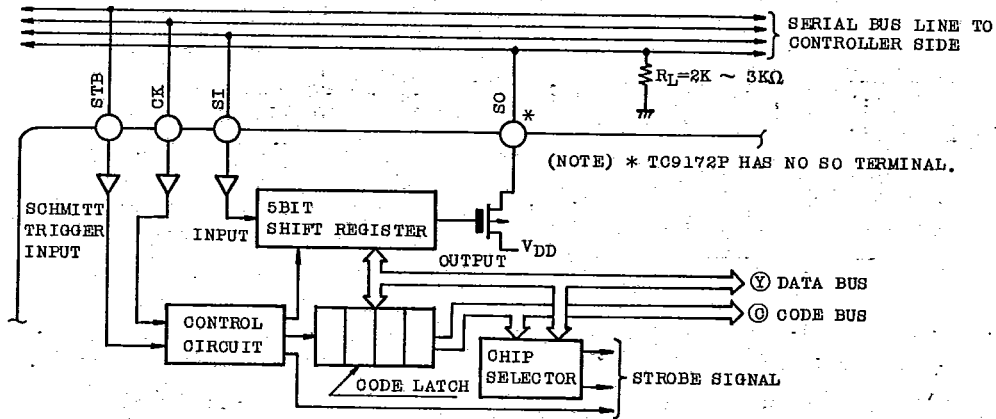 SERIAL BUS LINE TO
CONTROLLER SIDE
STB
CK
SI
SO
*
RL=2K ~ 3KΩ
(NOTE) * TC9172P HAS NO SO TERMINAL.
SCHMITT
TRIGGER
INPUT
INPUT
5BIT
SHIFT REGISTER
VDD
OUTPUT
Ⓨ DATA BUS
Ⓒ CODE BUS
CONTROL
CIRCUIT
CHIP
SELECTOR
CODE LATCH
STROBE SIGNAL